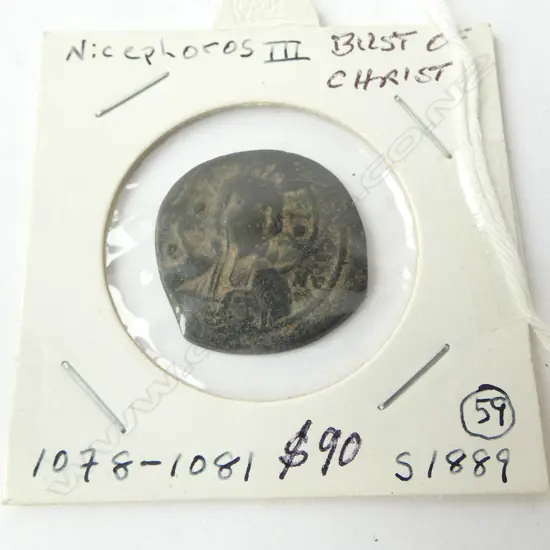 Nicephoros III BUST OF
CHRIST
59
1078-1081 $90 S1889